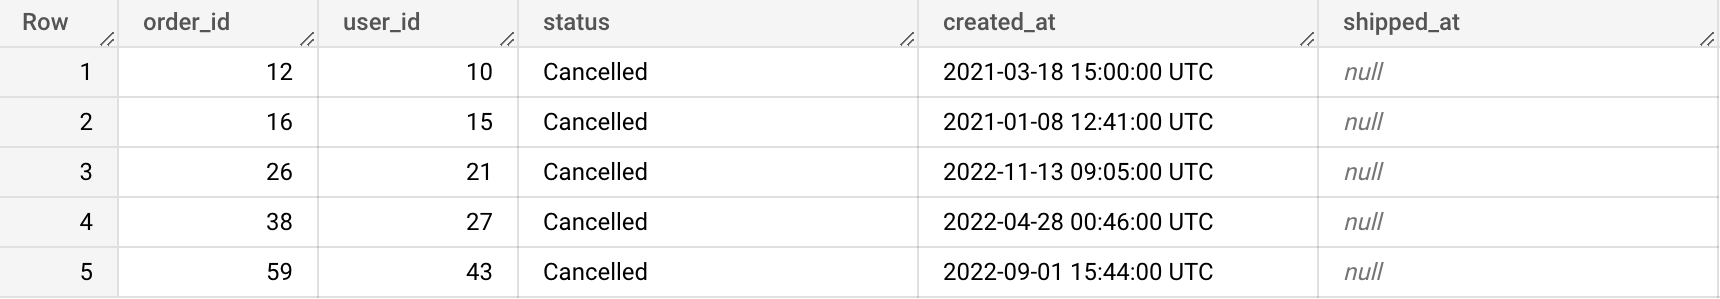 Row order_id user_id status created_at shipped_at
1 12 10 Cancelled 2021-03-18 15:00:00 UTC null
2 16 15 Cancelled 2021-01-08 12:41:00 UTC null
3 26 21 Cancelled 2022-11-13 09:05:00 UTC null
4 38 27 Cancelled 2022-04-28 00:46:00 UTC null
5 59 43 Cancelled 2022-09-01 15:44:00 UTC null